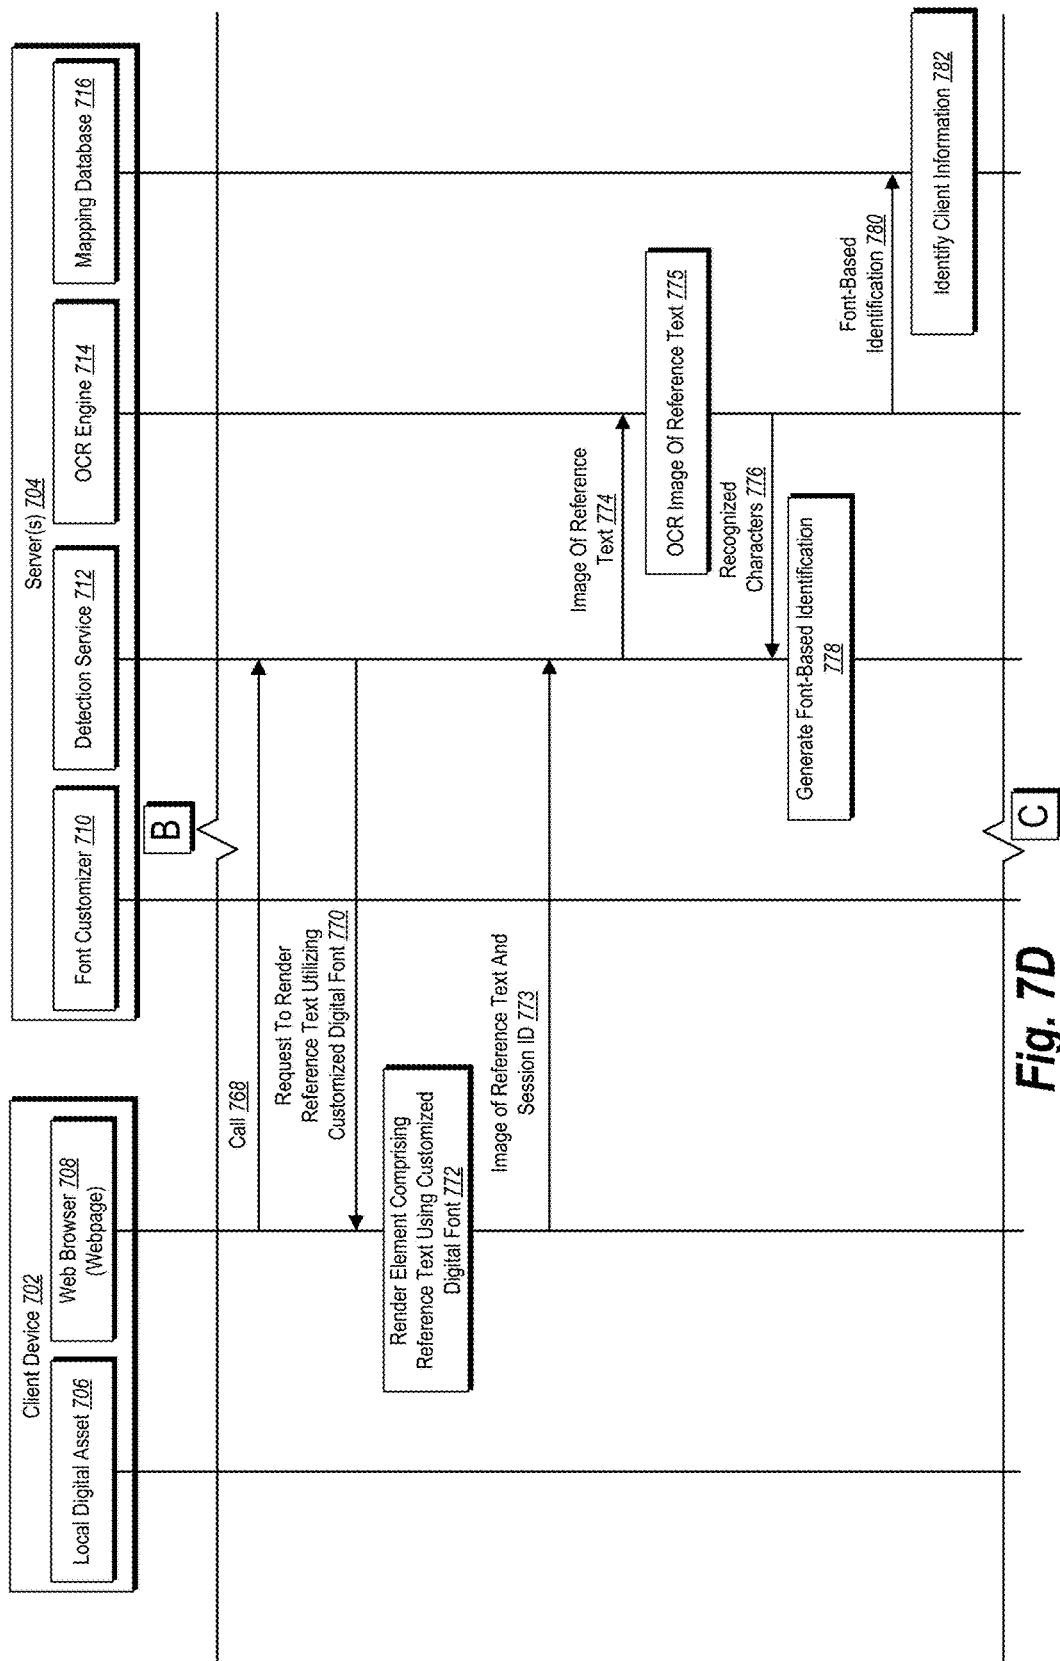 Client Device 702
Local Digital Asset 706
Web Browser 708
(Webpage)
Server(s) 704
Font Customizer 710
Detection Service 712
OCR Engine 714
Mapping Database 716
B
Call 768
Request To Render
Reference Text Utilizing
Customized Digital Font 770
Render Element Comprising
Reference Text Using Customized
Digital Font 772
Image of Reference Text And
Session ID 773
Image Of Reference
Text 774
OCR Image Of Reference Text 775
Recognized
Characters 776
Generate Font-Based Identification
778
Font-Based
Identification 780
Identify Client Information 782
C
Fig. 7D